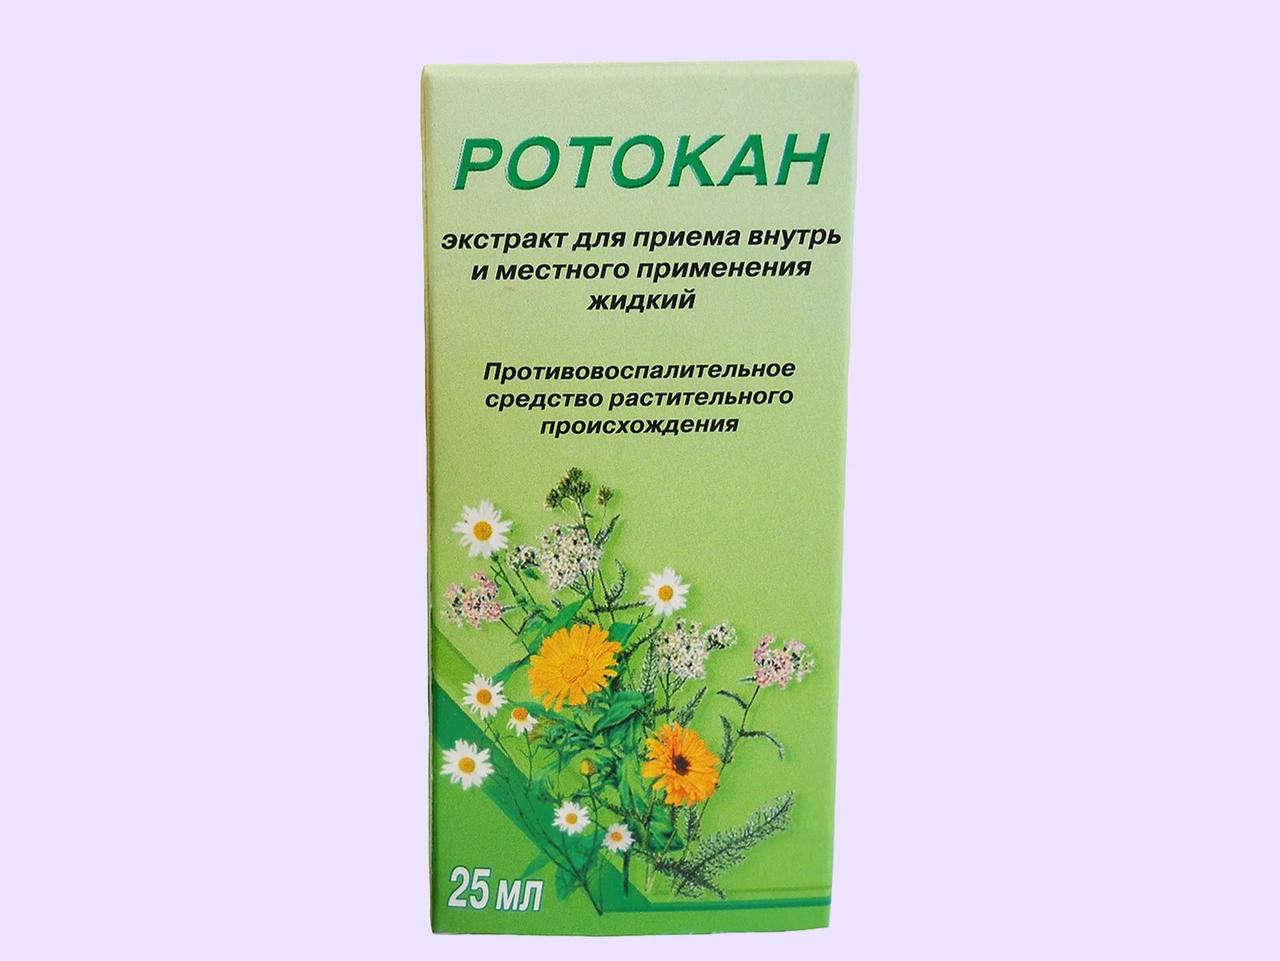 РОТОКАН
экстракт для приема внутрь
и местного применения
жидкий
Противовоспалительное
средство растительного
происхождения
25 мл